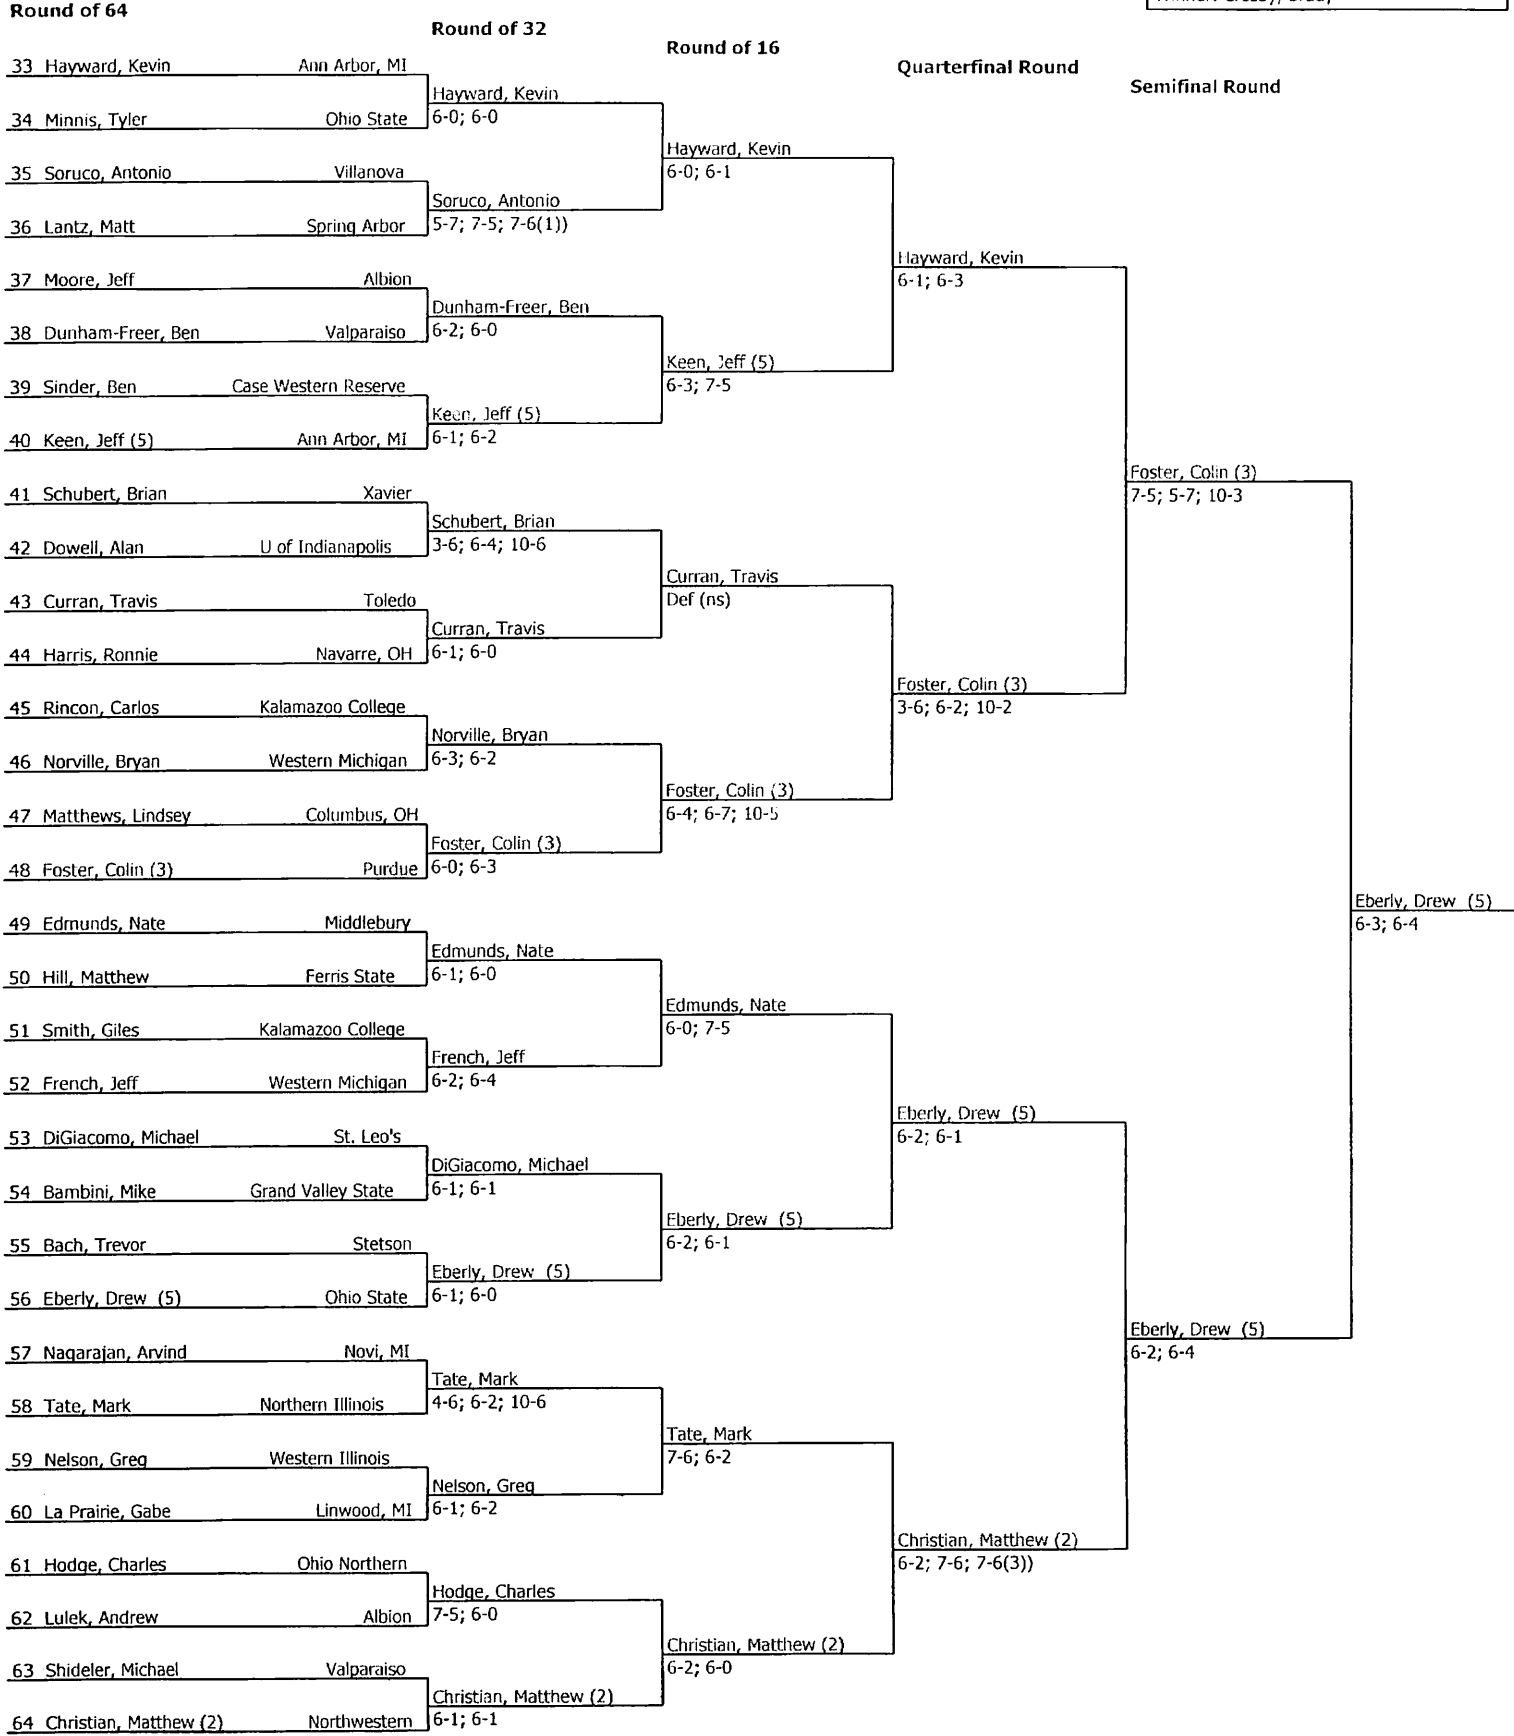 Round of 64
Round of 32
Round of 16
Quarterfinal Round
Semifinal Round
33 Hayward, Kevin Ann Arbor, MI
Hayward, Kevin
34 Minnis, Tyler Ohio State
6-0; 6-0
Hayward, Kevin
6-0; 6-1
35 Soruco, Antonio Villanova
Soruco, Antonio
36 Lantz, Matt Spring Arbor
5-7; 7-5; 7-6(1))
Hayward, Kevin
6-1; 6-3
37 Moore, Jeff Albion
Dunham-Freer, Ben
38 Dunham-Freer, Ben Valparaiso
6-2; 6-0
Keen, Jeff (5)
6-3; 7-5
39 Sinder, Ben Case Western Reserve
Keen, Jeff (5)
40 Keen, Jeff (5) Ann Arbor, MI
6-1; 6-2
Foster, Colin (3)
7-5; 5-7; 10-3
41 Schubert, Brian Xavier
Schubert, Brian
42 Dowell, Alan U of Indianapolis
3-6; 6-4; 10-6
Curran, Travis
Def (ns)
43 Curran, Travis Toledo
Curran, Travis
44 Harris, Ronnie Navarre, OH
6-1; 6-0
Foster, Colin (3)
3-6; 6-2; 10-2
45 Rincon, Carlos Kalamazoo College
Norville, Bryan
46 Norville, Bryan Western Michigan
6-3; 6-2
Foster, Colin (3)
6-4; 6-7; 10-5
47 Matthews, Lindsey Columbus, OH
Foster, Colin (3)
48 Foster, Colin (3) Purdue
6-0; 6-3
Eberly, Drew (5)
6-3; 6-4
49 Edmunds, Nate Middlebury
Edmunds, Nate
50 Hill, Matthew Ferris State
6-1; 6-0
Edmunds, Nate
6-0; 7-5
51 Smith, Giles Kalamazoo College
French, Jeff
52 French, Jeff Western Michigan
6-2; 6-4
Eberly, Drew (5)
6-2; 6-1
53 DiGiacomo, Michael St. Leo's
DiGiacomo, Michael
54 Bambini, Mike Grand Valley State
6-1; 6-1
Eberly, Drew (5)
6-2; 6-1
55 Bach, Trevor Stetson
Eberly, Drew (5)
56 Eberly, Drew (5) Ohio State
6-1; 6-0
Eberly, Drew (5)
6-2; 6-4
57 Nagarajan, Arvind Novi, MI
Tate, Mark
58 Tate, Mark Northern Illinois
4-6; 6-2; 10-6
Tate, Mark
7-6; 6-2
59 Nelson, Greg Western Illinois
Nelson, Greg
60 La Prairie, Gabe Linwood, MI
6-1; 6-2
Christian, Matthew (2)
6-2; 7-6; 7-6(3))
61 Hodge, Charles Ohio Northern
Hodge, Charles
62 Lulek, Andrew Albion
7-5; 6-0
Christian, Matthew (2)
6-2; 6-0
63 Shideler, Michael Valparaiso
Christian, Matthew (2)
64 Christian, Matthew (2) Northwestern
6-1; 6-1